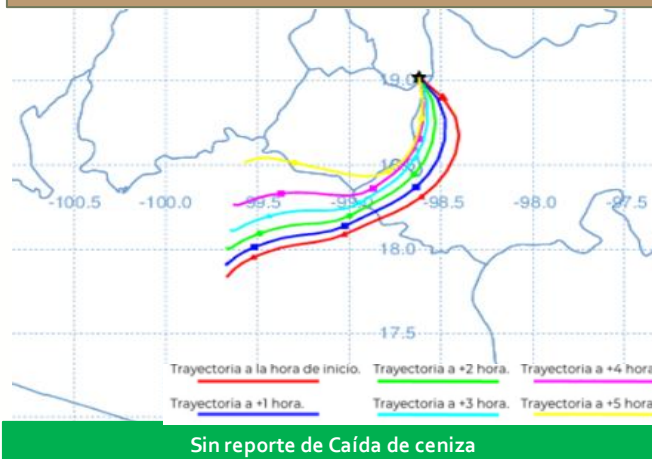 19.0
18.5
-100.5 -100.0 -99.5 -99.0 -98.5 -98.0 -97.5
18.0
17.5
Trayectoria a la hora de inicio. Trayectoria a +2 hora. Trayectoria a +4 hora
Trayectoria a +1 hora. Trayectoria a +3 hora. Trayectoria a +5 hora
Sin reporte de Caída de ceniza